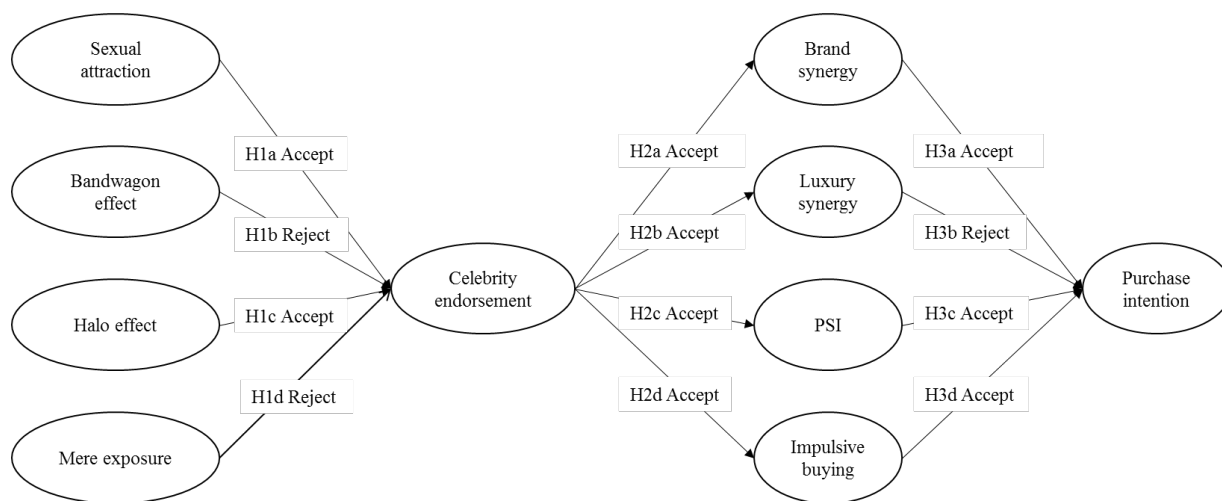 Sexual
attraction
Bandwagon
effect
Halo effect
Mere exposure
H1a Accept
H1b Reject
H1c Accept
H1d Reject
Celebrity
endorsement
H2a Accept
H2b Accept
H2c Accept
H2d Accept
Brand
synergy
Luxury
synergy
PSI
Impulsive
buying
H3a Accept
H3b Reject
H3c Accept
H3d Accept
Purchase
intention